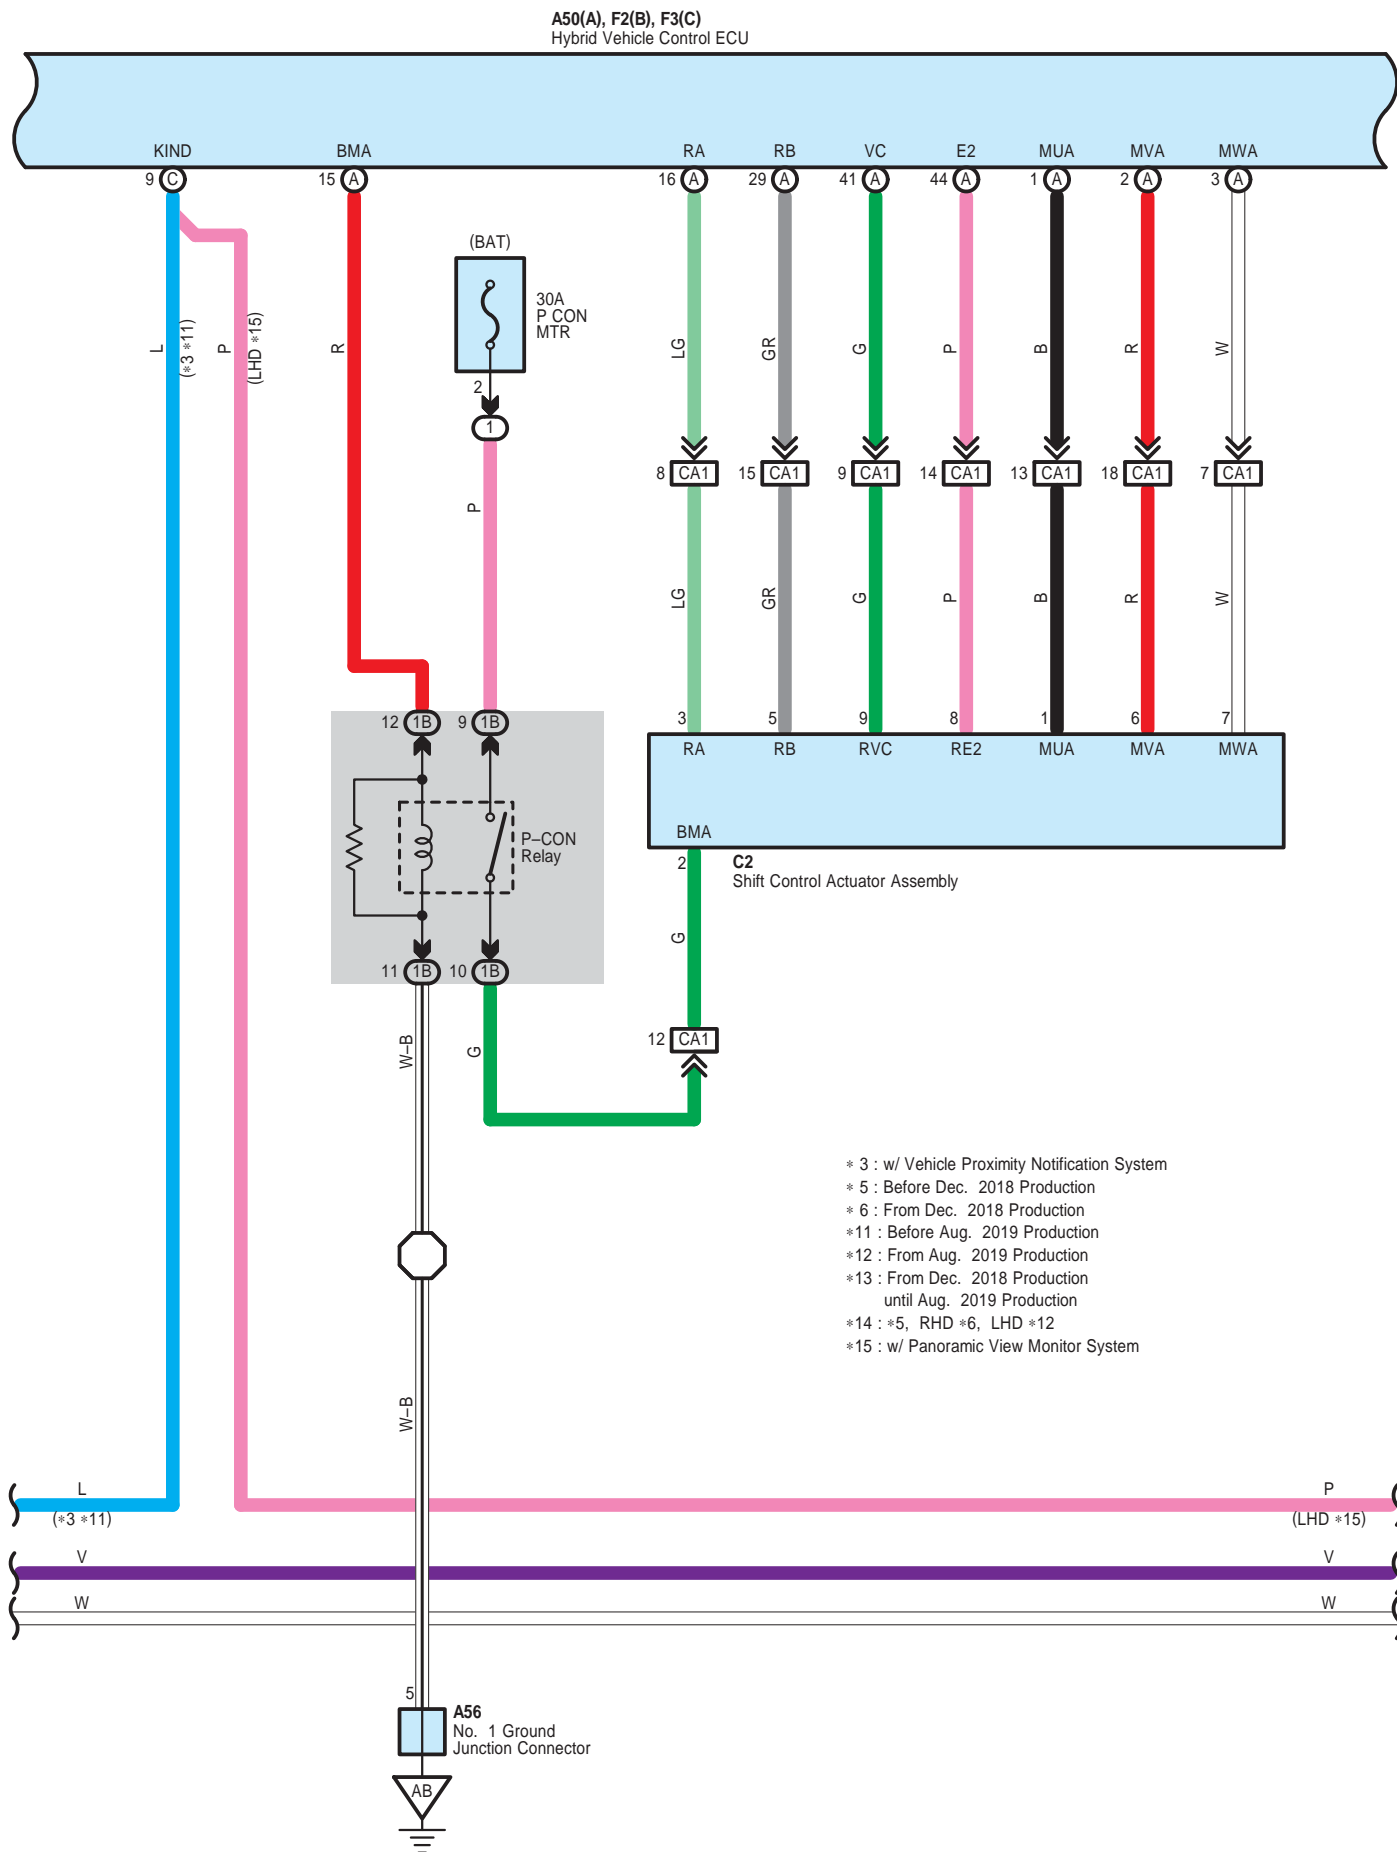 A50(A), F2(B), F3(C)
Hybrid Vehicle Control ECU
KIND BMA RA RB VC E2 MUA MVA MWA
9 C 15 A 16 A 29 A 41 A 44 A 1 A 2 A 3 A
(BAT)
30A
P CON
MTR
L
(*3 *11)
P
(LHD *15)
R
LG GR G P B R W
2
1
8 CA1 15 CA1 9 CA1 14 CA1 13 CA1 18 CA1 7 CA1
P
LG GR G P B R W
12 1B 9 1B
3 5 9 8 1 6 7
RA RB RVC RE2 MUA MVA MWA
P–CON
Relay
BMA
2
C2
Shift Control Actuator Assembly
G
11 1B 10 1B
W–B
G
12 CA1
* 3 : w/ Vehicle Proximity Notification System
* 5 : Before Dec. 2018 Production
* 6 : From Dec. 2018 Production
*11 : Before Aug. 2019 Production
*12 : From Aug. 2019 Production
*13 : From Dec. 2018 Production
until Aug. 2019 Production
*14 : *5, RHD *6, LHD *12
*15 : w/ Panoramic View Monitor System
W–B
L P
(*3 *11) (LHD *15)
V V
W W
5
A56
No. 1 Ground
Junction Connector
AB